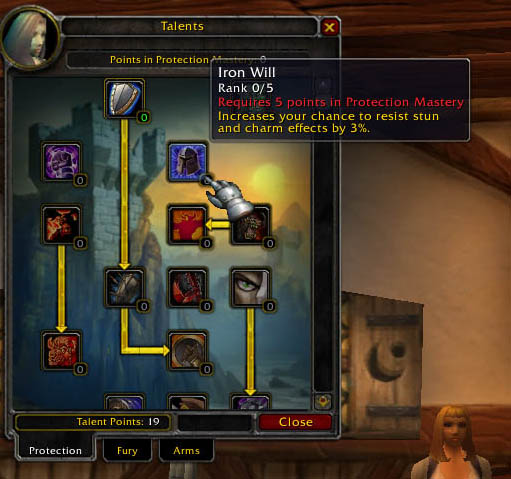 Talents
Points in Protection Mastery: 0
Iron Will
Rank 0/5
Requires 5 points in Protection Mastery
Increases your chance to resist stun
and charm effects by 3%.
0
0
0
0
0
0
0
0
0
0
0
Talent Points: 19
Close
Protection
Fury
Arms